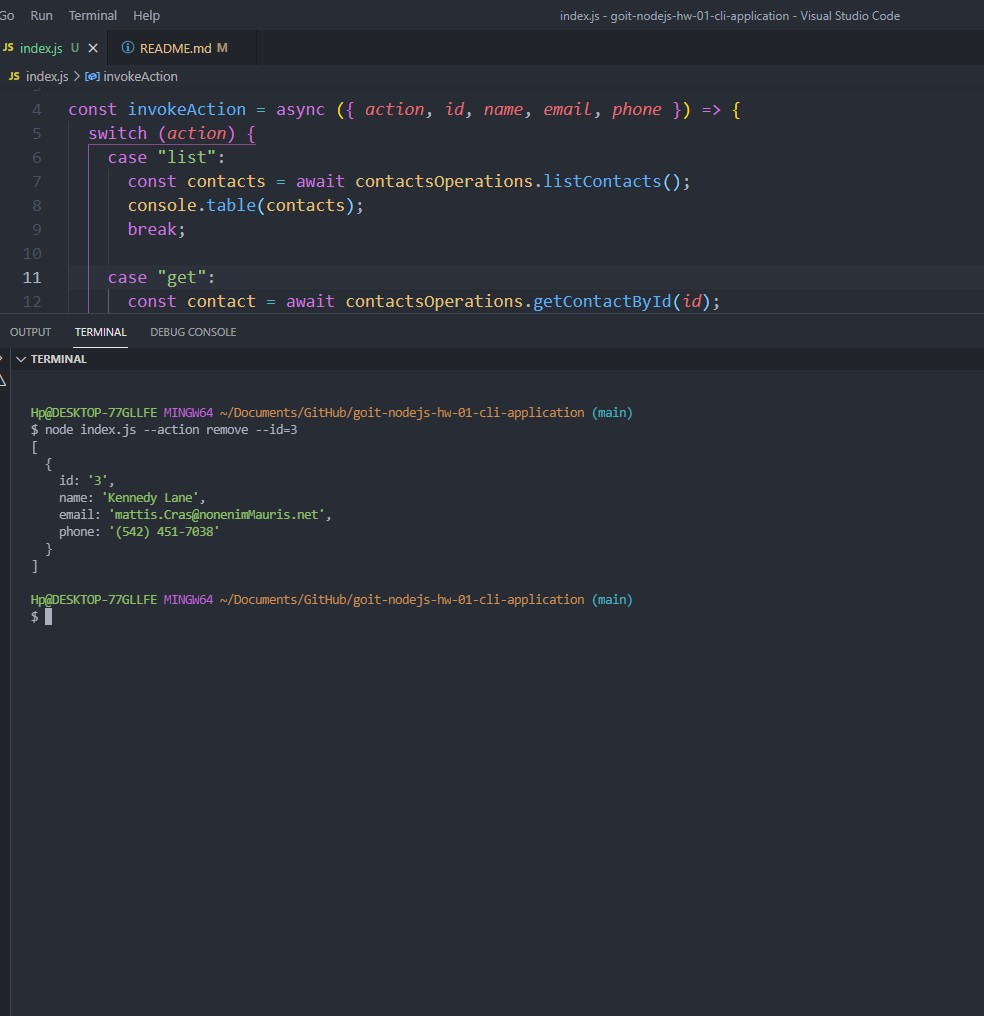 Go Run Terminal Help index.js - goit-nodejs-hw-01-cli-application - Visual Studio Code
JS index.js U README.md M
JS index.js > invokeAction
4 const invokeAction = async ({ action, id, name, email, phone }) => {
5 switch (action) {
6 case "list":
7 const contacts = await contactsOperations.listContacts();
8 console.table(contacts);
9 break;
10
11 case "get":
12 const contact = await contactsOperations.getContactById(id);
OUTPUT TERMINAL DEBUG CONSOLE
TERMINAL
Hp@DESKTOP-77GLLFE MINGW64 ~/Documents/GitHub/goit-nodejs-hw-01-cli-application (main)
$ node index.js --action remove --id=3
[
{
id: '3',
name: 'Kennedy Lane',
email: 'mattis.Cras@nonenimMauris.net',
phone: '(542) 451-7038'
}
]
Hp@DESKTOP-77GLLFE MINGW64 ~/Documents/GitHub/goit-nodejs-hw-01-cli-application (main)
$